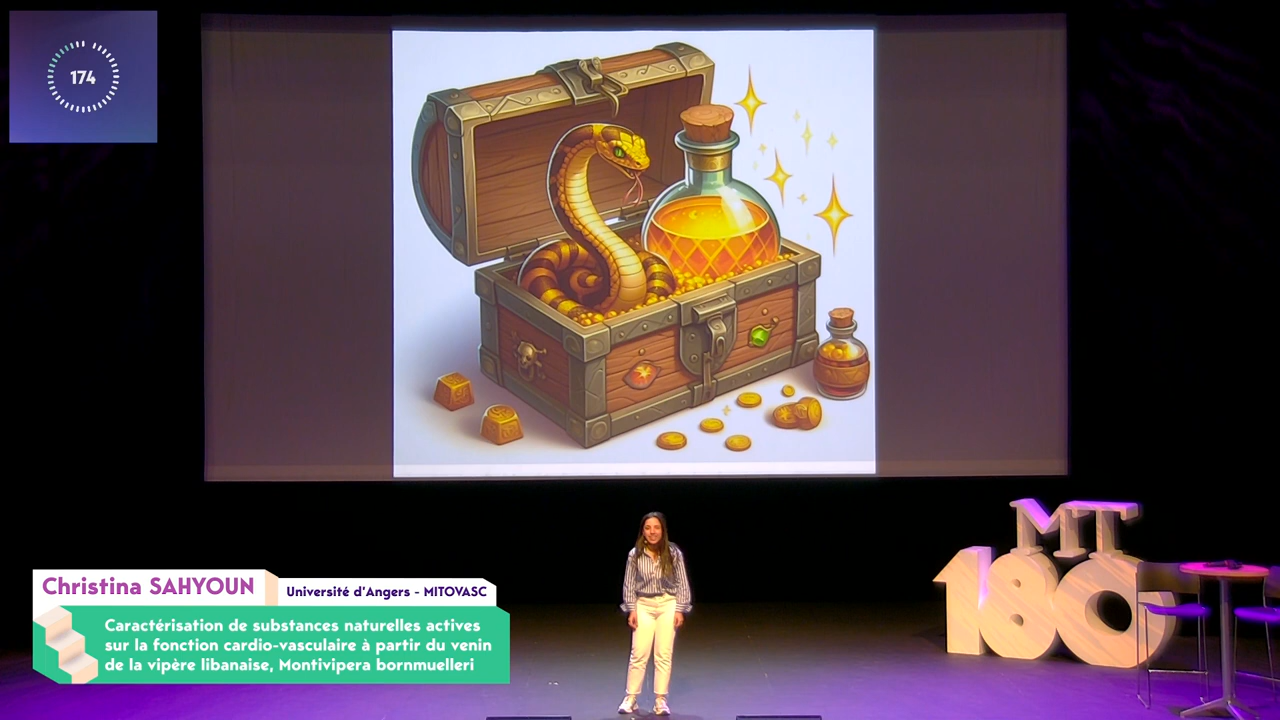 174
MT
180
Christina SAHYOUN
Université d'Angers - MITOVASC
Caractérisation de substances naturelles actives
sur la fonction cardio-vasculaire à partir du venin
de la vipère libanaise, Montivipera bornmuelleri